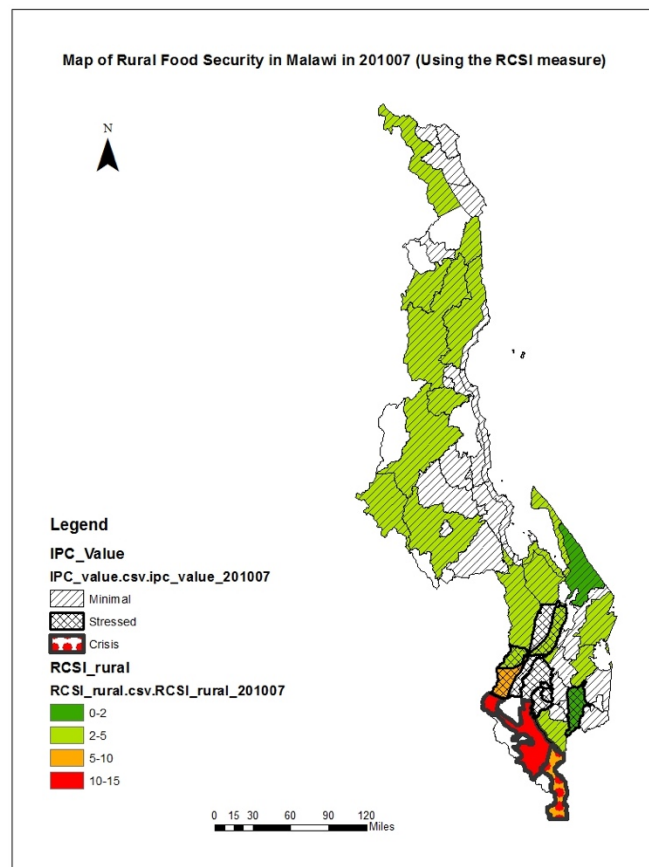 Map of Rural Food Security in Malawi in 201007 (Using the RCSI measure)
N
Legend
IPC_Value
IPC_value.csv.ipc_value_201007
Minimal
Stressed
Crisis
RCSI_rural
RCSI_rural.csv.RCSI_rural_201007
0-2
2-5
5-10
10-15
0 15 30 60 90 120
Miles